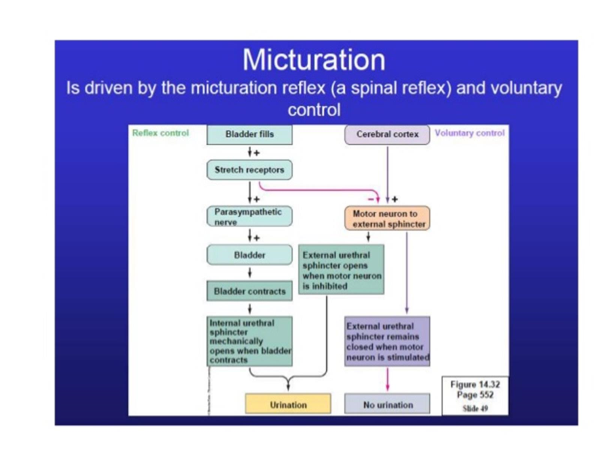 Micturation
Is driven by the micturation reflex (a spinal reflex) and voluntary
control
Reflex control
Bladder fills
Cerebral cortex
Voluntary control
+
Stretch receptors
+
− +
Parasympathetic
nerve
Motor neuron to
external sphincter
+
Bladder
External urethral
sphincter opens
when motor neuron
is inhibited
Bladder contracts
Internal urethral
sphincter
mechanically
opens when bladder
contracts
External urethral
sphincter remains
closed when motor
neuron is stimulated
Urination
No urination
Figure 14.32
Page 552
Slide 49